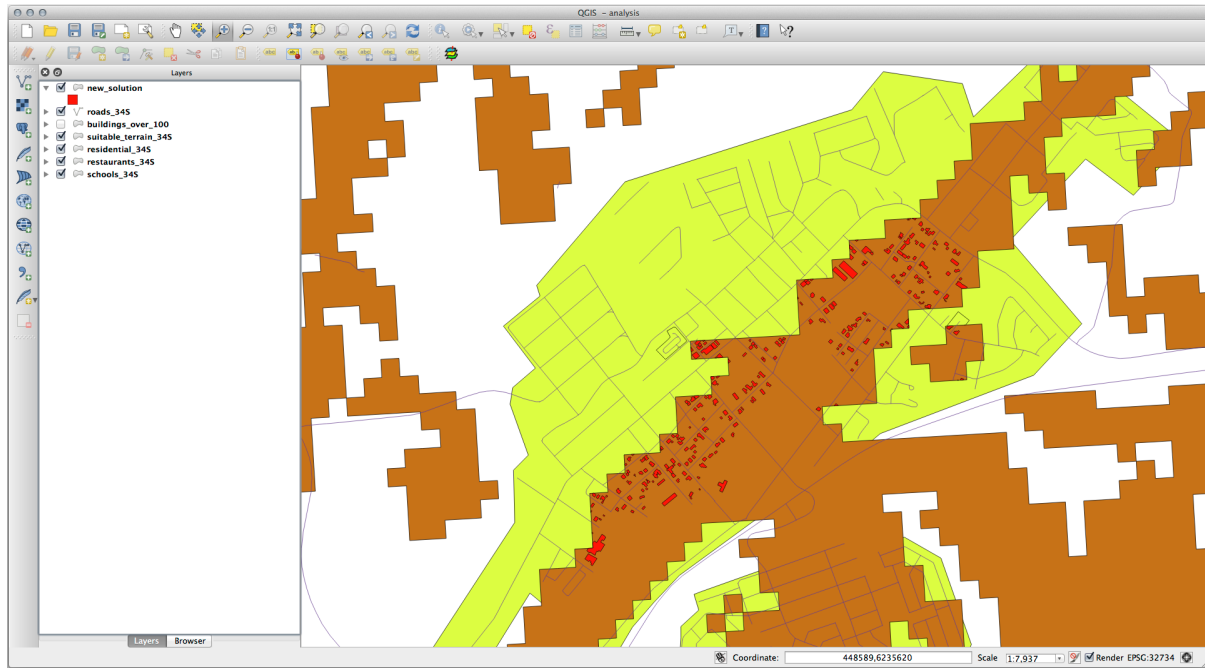 QGIS - analysis
Layers
new_solution
roads_34S
buildings_over_100
suitable_terrain_34S
residential_34S
restaurants_34S
schools_34S
Layers
Browser
Coordinate:
448589,6235620
Scale
1:7,937
Render
EPSG:32734